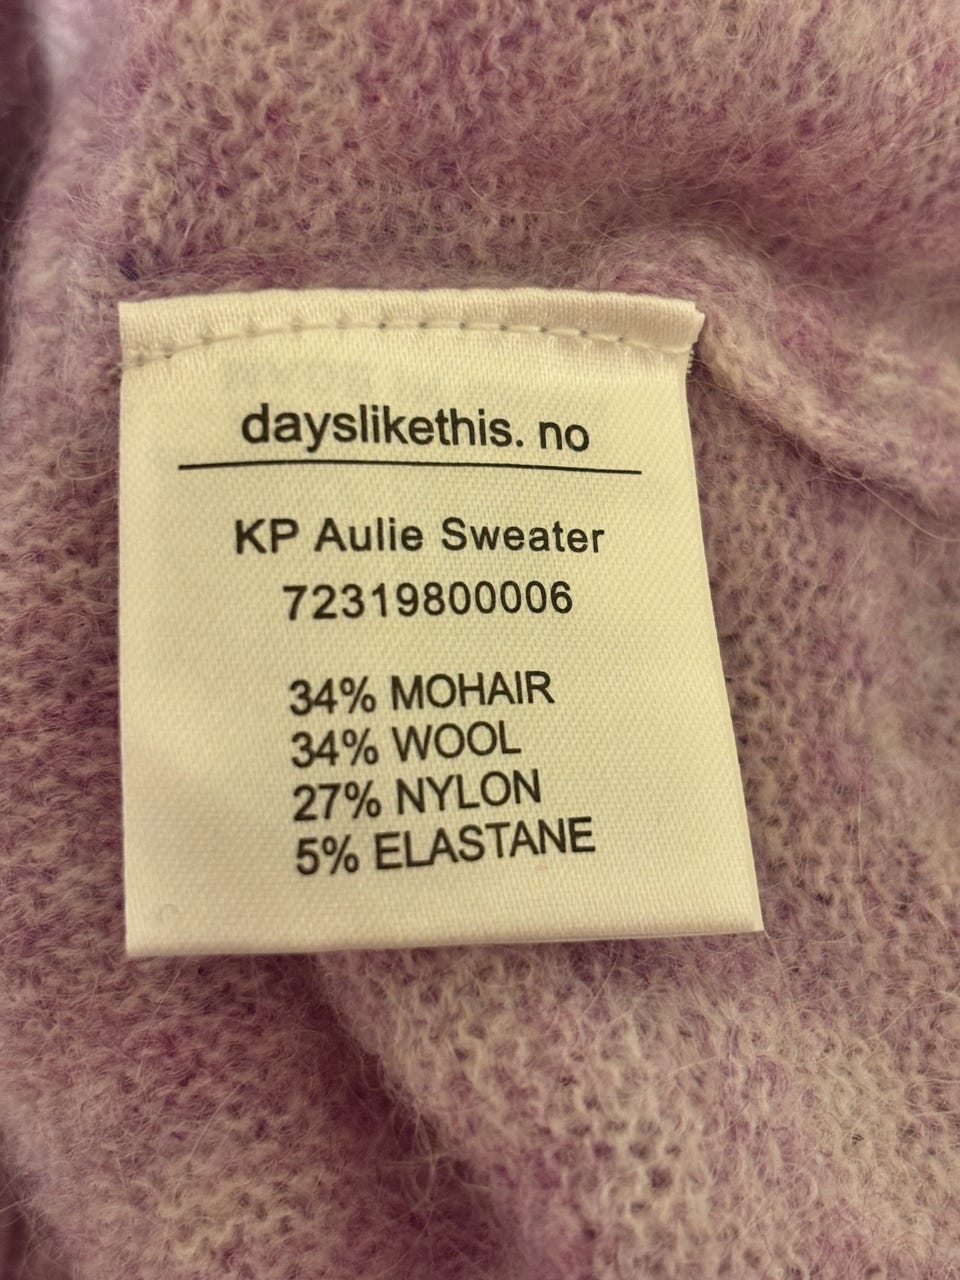 dayslikethis. no
KP Aulie Sweater
72319800006
34% MOHAIR
34% WOOL
27% NYLON
5% ELASTANE